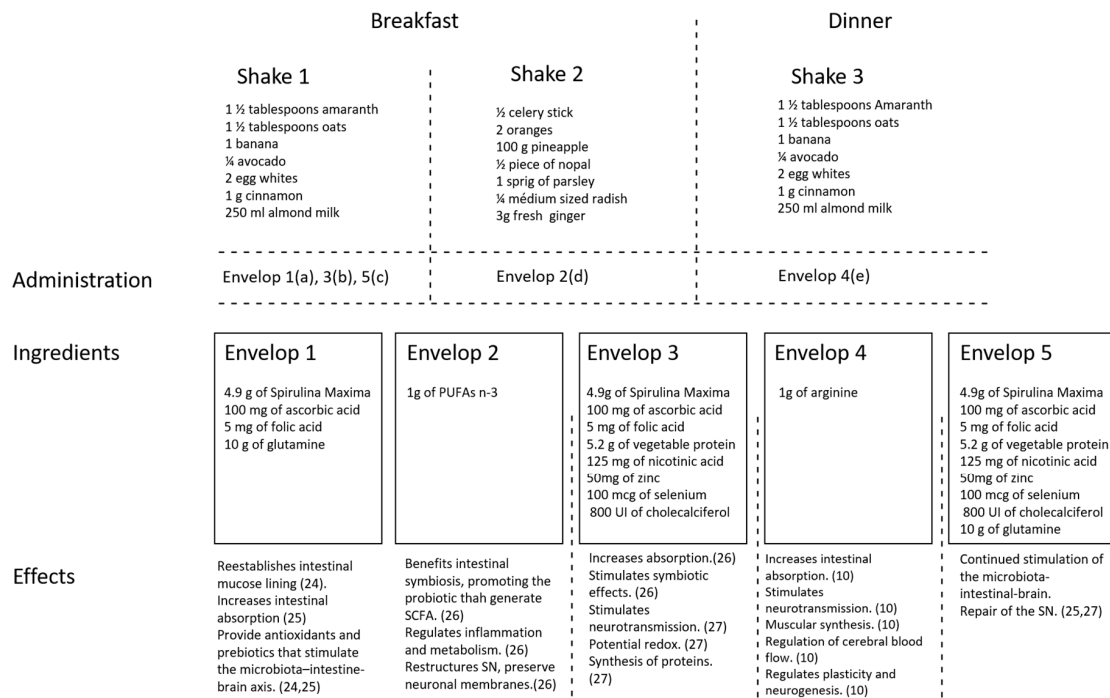 Breakfast
Dinner
Shake 1
1 ½ tablespoons amaranth
1 ½ tablespoons oats
1 banana
¼ avocado
2 egg whites
1 g cinnamon
250 ml almond milk
Shake 2
½ celery stick
2 oranges
100 g pineapple
½ piece of nopal
1 sprig of parsley
¼ médium sized radish
3g fresh ginger
Shake 3
1 ½ tablespoons Amaranth
1 ½ tablespoons oats
1 banana
¼ avocado
2 egg whites
1 g cinnamon
250 ml almond milk
Administration
Envelop 1(a), 3(b), 5(c)
Envelop 2(d)
Envelop 4(e)
Ingredients
Envelop 1
4.9 g of Spirulina Maxima
100 mg of ascorbic acid
5 mg of folic acid
10 g of glutamine
Envelop 2
1g of PUFAs n-3
Envelop 3
4.9g of Spirulina Maxima
100 mg of ascorbic acid
5 mg of folic acid
5.2 g of vegetable protein
125 mg of nicotinic acid
50mg of zinc
100 mcg of selenium
800 UI of cholecalciferol
Envelop 4
1g of arginine
Envelop 5
4.9g of Spirulina Maxima
100 mg of ascorbic acid
5 mg of folic acid
5.2 g of vegetable protein
125 mg of nicotinic acid
50mg of zinc
100 mcg of selenium
800 UI of cholecalciferol
10 g of glutamine
Effects
Reestablishes intestinal
mucose lining (24).
Increases intestinal
absorption (25)
Provide antioxidants and
prebiotics that stimulate
the microbiota–intestine-
brain axis. (24,25)
Benefits intestinal
symbiosis, promoting the
probiotic thah generate
SCFA. (26)
Regulates inflammation
and metabolism. (26)
Restructures SN, preserve
neuronal membranes.(26)
Increases absorption.(26)
Stimulates symbiotic
effects. (26)
Stimulates
neurotransmission. (27)
Potential redox. (27)
Synthesis of proteins.
(27)
Increases intestinal
absorption. (10)
Stimulates
neurotransmission. (10)
Muscular synthesis. (10)
Regulation of cerebral blood
flow. (10)
Regulates plasticity and
neurogenesis. (10)
Continued stimulation of
the microbiota-
intestinal-brain.
Repair of the SN. (25,27)